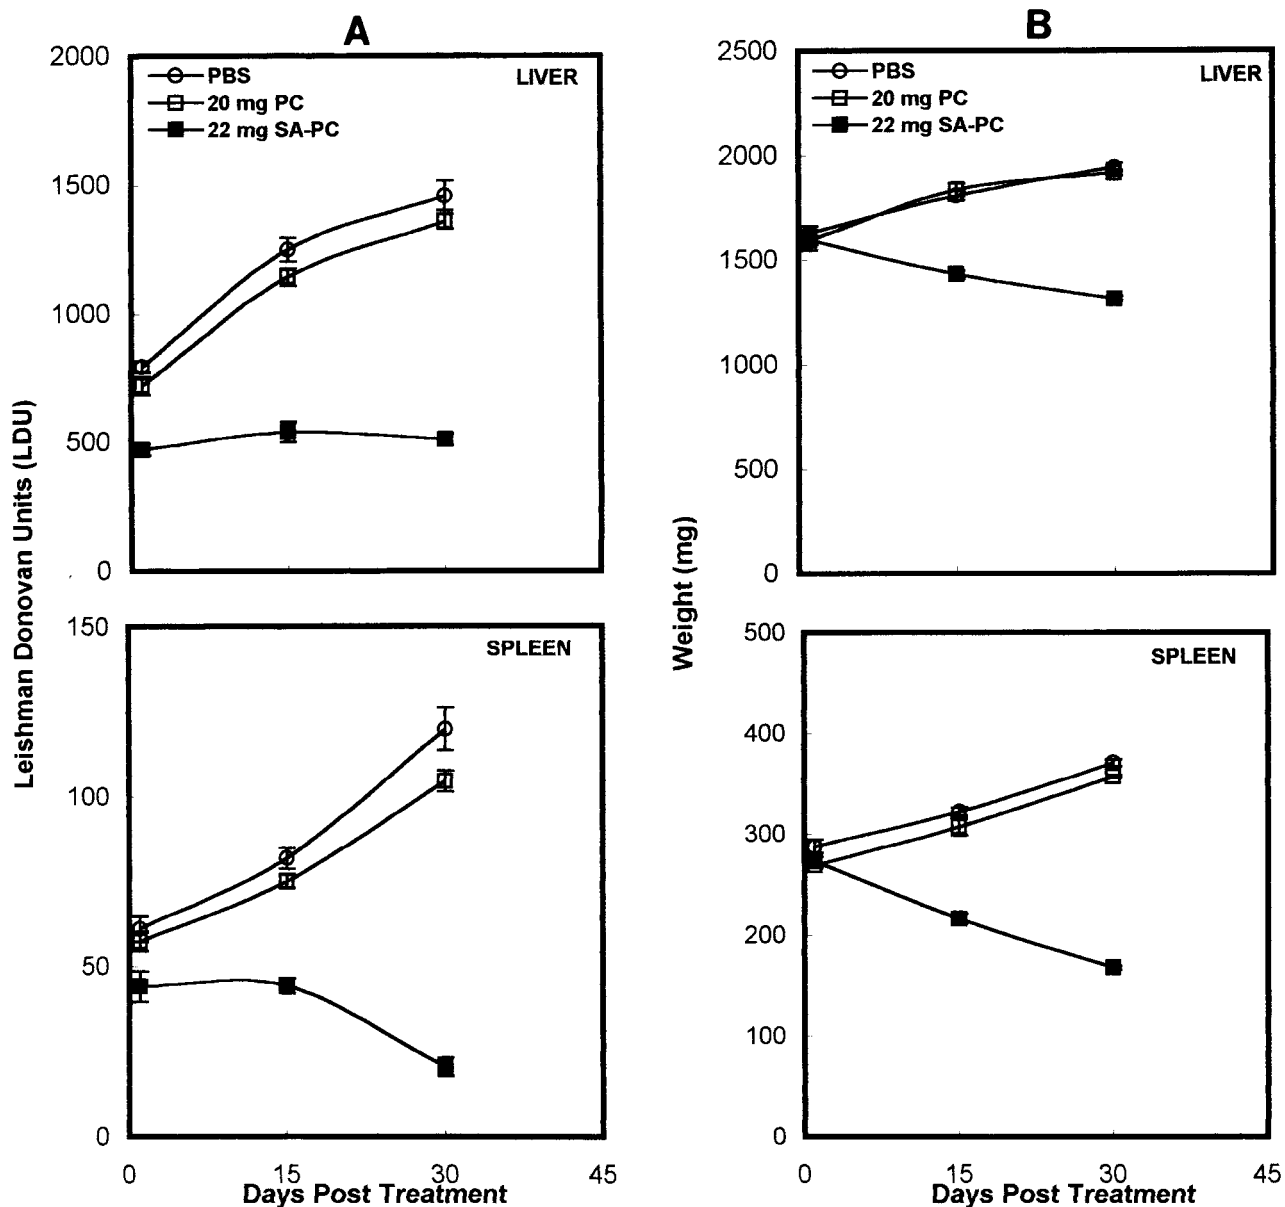 A
2000
1500
1000
500
0
PBS
20 mg PC
22 mg SA-PC
LIVER
150
100
50
0
SPLEEN
0 15 30 45
Days Post Treatment
Leishman Donovan Units (LDU)
B
2500
2000
1500
1000
500
0
PBS
20 mg PC
22 mg SA-PC
LIVER
500
400
300
200
100
0
SPLEEN
0 15 30 45
Days Post Treatment
Weight (mg)